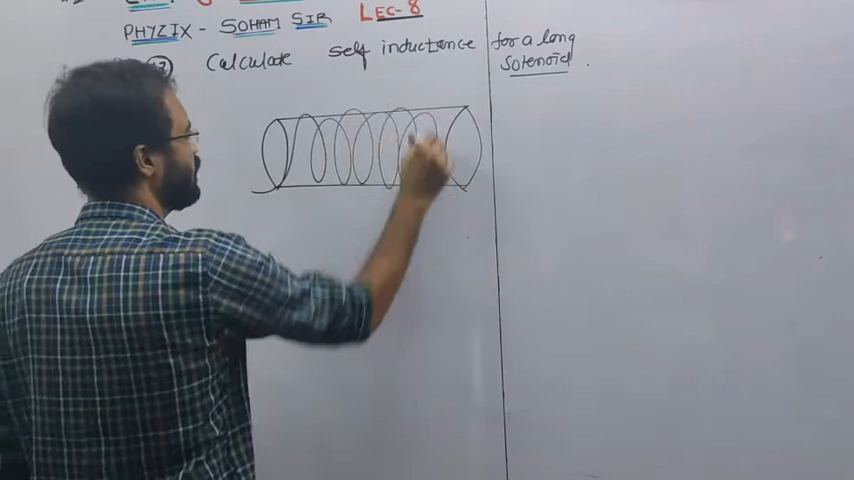 PHYZIX - SOHAM SIR LEC-8
Calculate self inductance for a long
Solenoid.